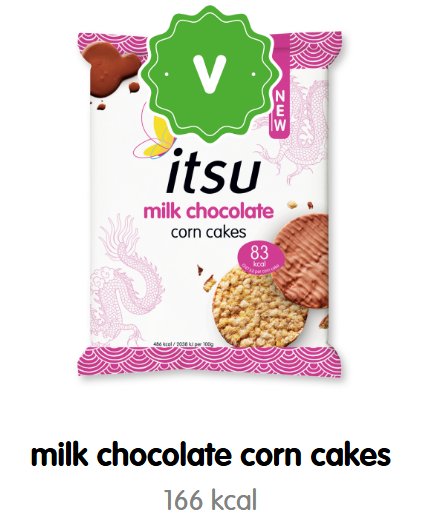 V
NEW
itsu
milk chocolate
corn cakes
83
kcal
486 kcal / 2038 kJ per 100g
milk chocolate corn cakes
166 kcal